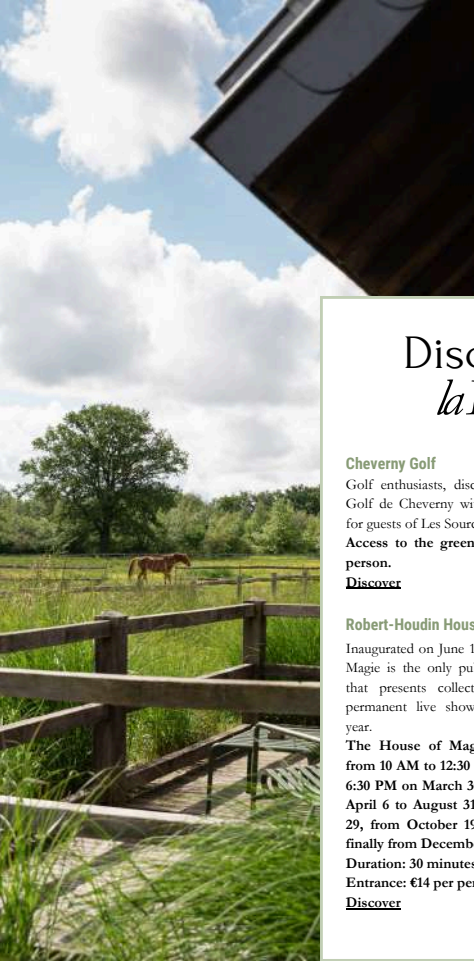 Disc
la
Cheverny Golf
Golf enthusiasts, disc
Golf de Cheverny wi
for guests of Les Sourc
Access to the green
person.
Discover
Robert-Houdin Hous
Inaugurated on June 1
Magie is the only pu
that presents collect
permanent live show
year.
The House of Mag
from 10 AM to 12:30
6:30 PM on March 3
April 6 to August 31
29, from October 19
finally from Decemb
Duration: 30 minutes
Entrance: €14 per per
Discover